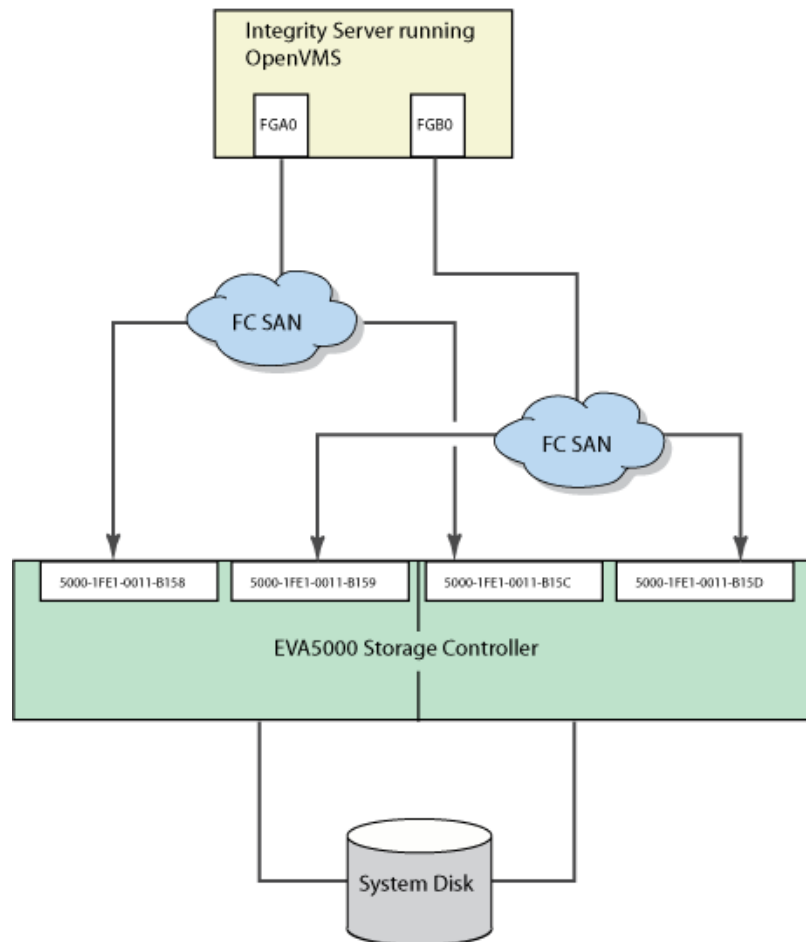 Integrity Server running
OpenVMS
FGA0
FGB0
FC SAN
FC SAN
5000-1FE1-0011-B158
5000-1FE1-0011-B159
5000-1FE1-0011-B15C
5000-1FE1-0011-B15D
EVA5000 Storage Controller
System Disk